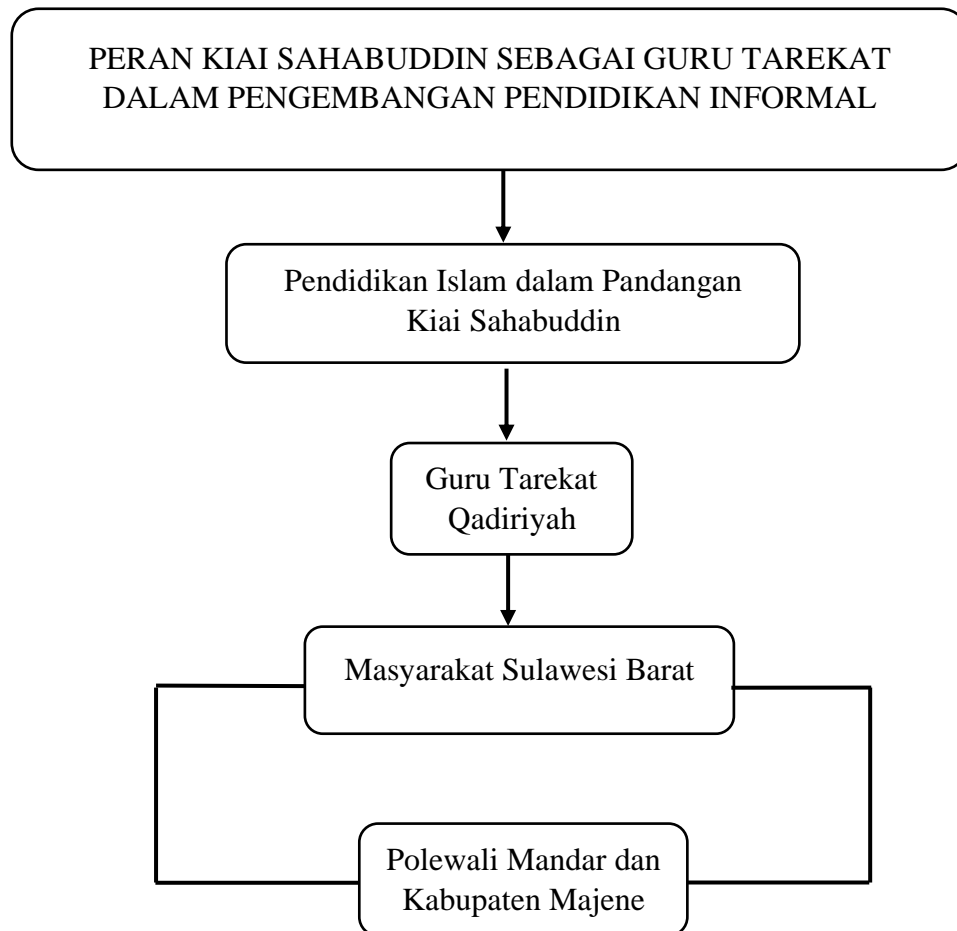 PERAN KIAI SAHABUDDIN SEBAGAI GURU TAREKAT
DALAM PENGEMBANGAN PENDIDIKAN INFORMAL
Pendidikan Islam dalam Pandangan
Kiai Sahabuddin
Guru Tarekat
Qadiriyah
Masyarakat Sulawesi Barat
Polewali Mandar dan
Kabupaten Majene